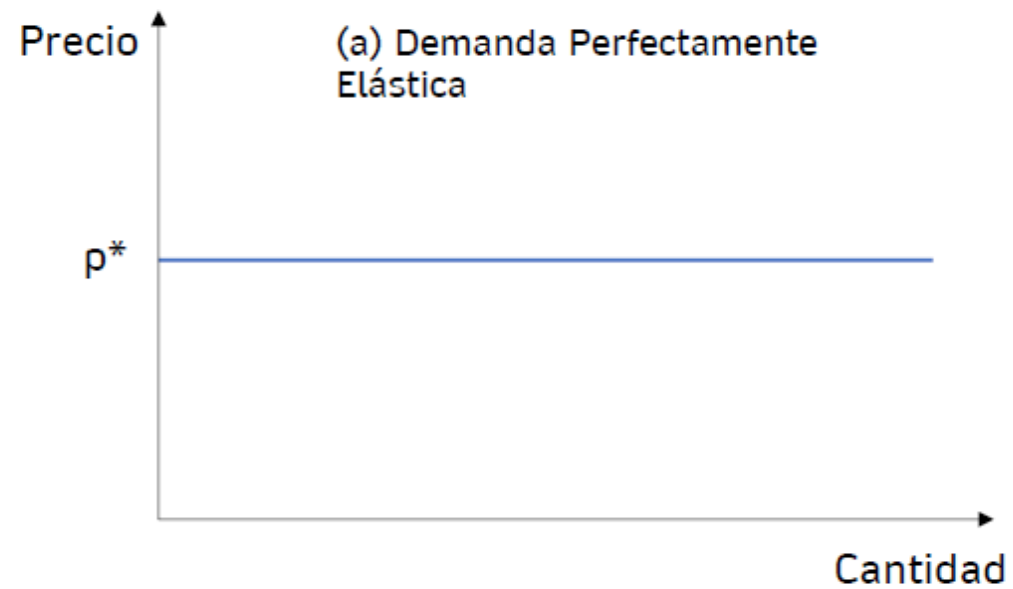 Precio
(a) Demanda Perfectamente
Elástica
p*
Cantidad